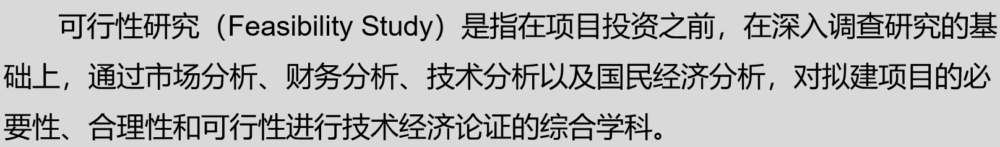 可行性研究（Feasibility Study）是指在项目投资之前，在深入调查研究的基
础上，通过市场分析、财务分析、技术分析以及国民经济分析，对拟建项目的必
要性、合理性和可行性进行技术经济论证的综合学科。